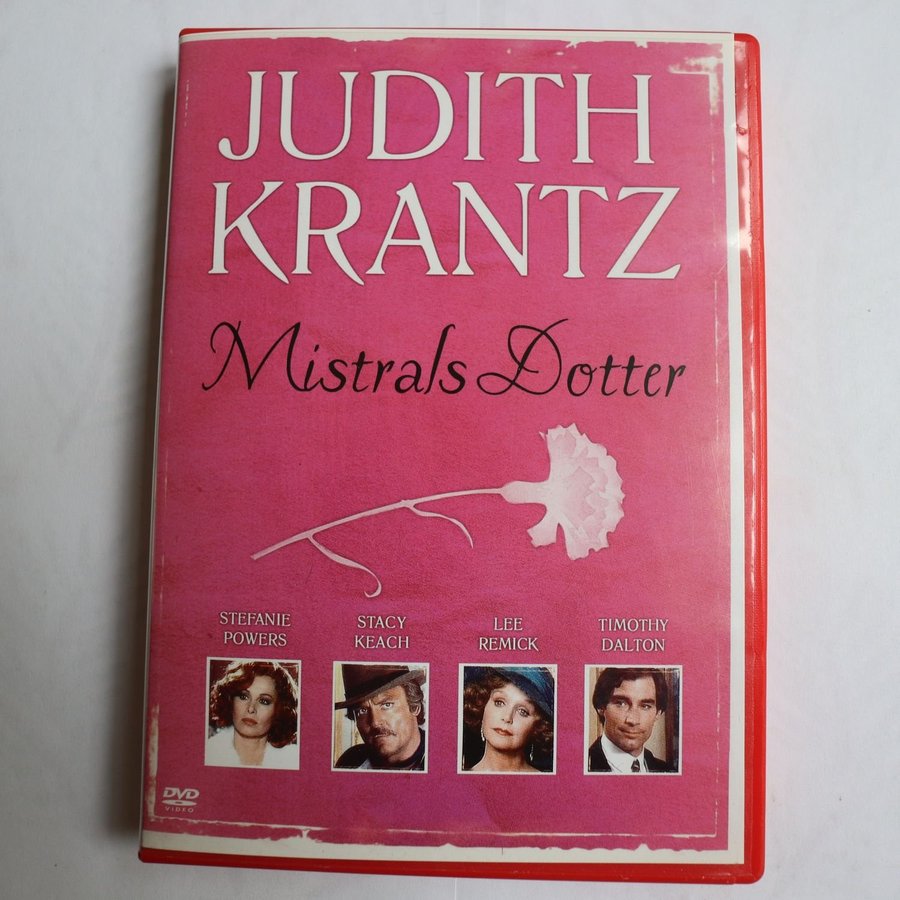 JUDITH
KRANTZ
Mistrals Dotter
STEFANIE
POWERS
STACY
KEACH
LEE
REMICK
TIMOTHY
DALTON
DVD
VIDEO